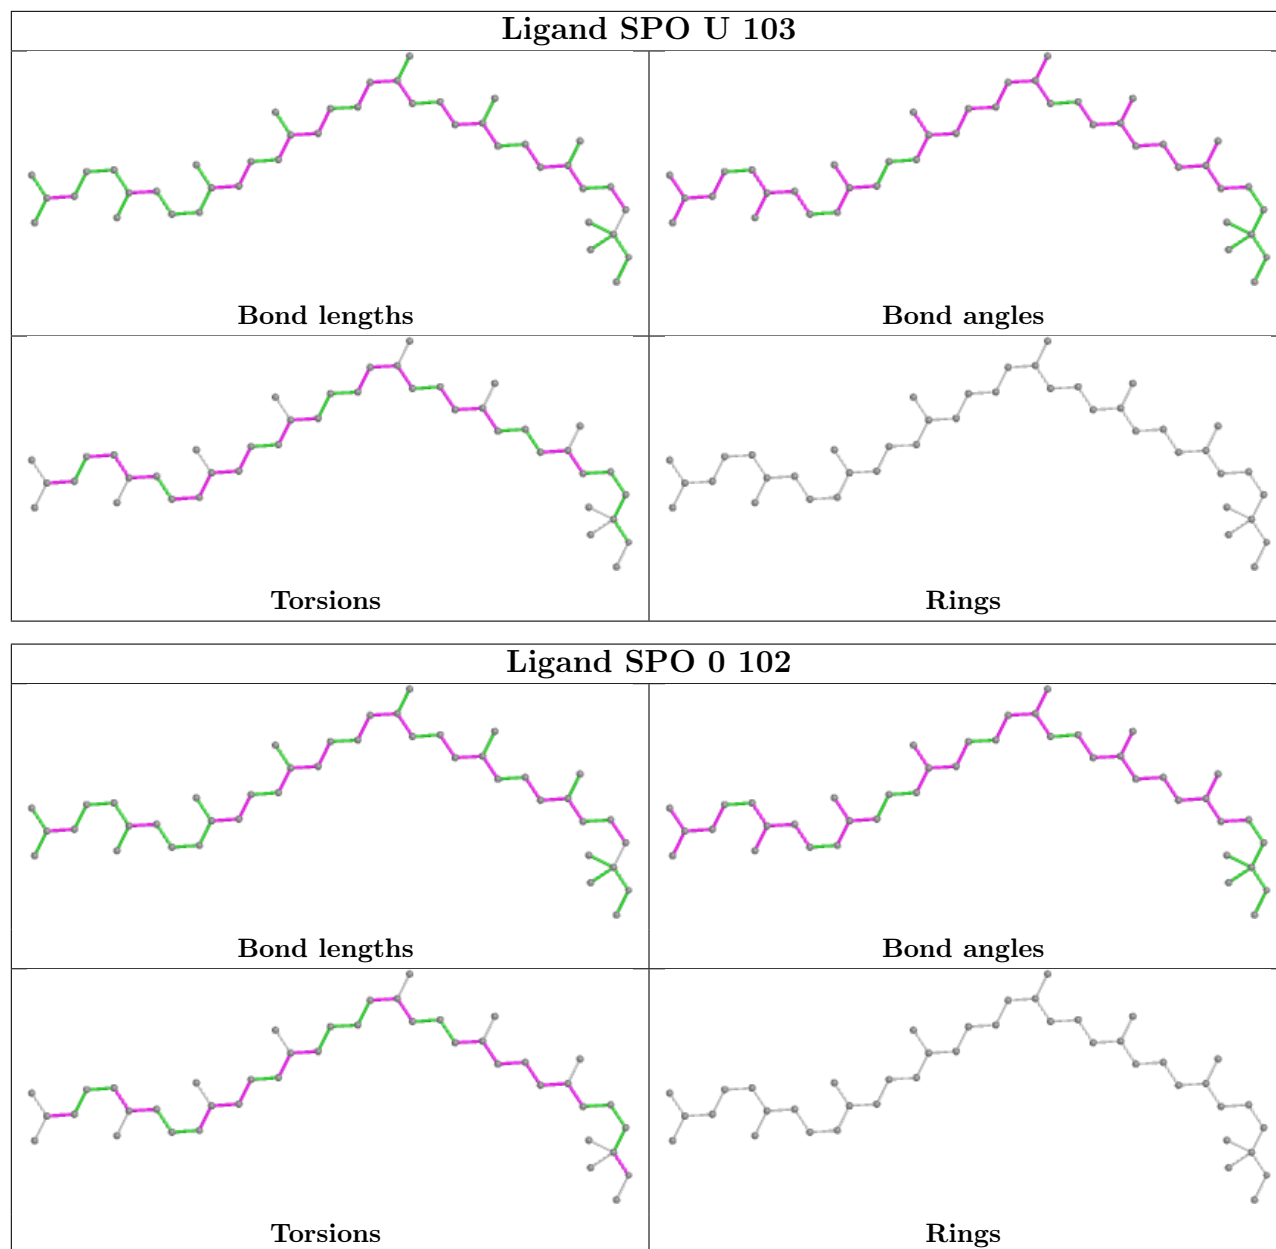 Ligand SPO U 103
Bond lengths
Bond angles
Torsions
Rings
Ligand SPO 0 102
Bond lengths
Bond angles
Torsions
Rings